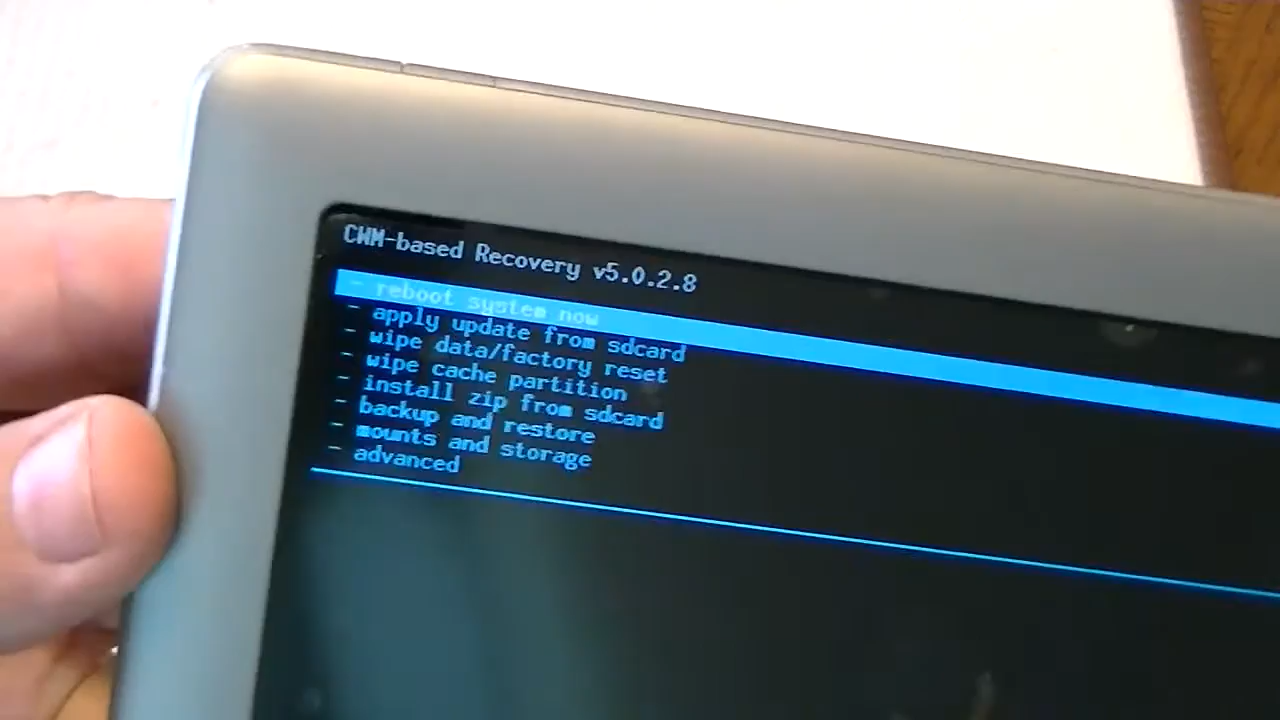 CWM-based Recovery v5.0.2.8
- reboot system now
- apply update from sdcard
- wipe data/factory reset
- wipe cache partition
- install zip from sdcard
- backup and restore
- mounts and storage
- advanced